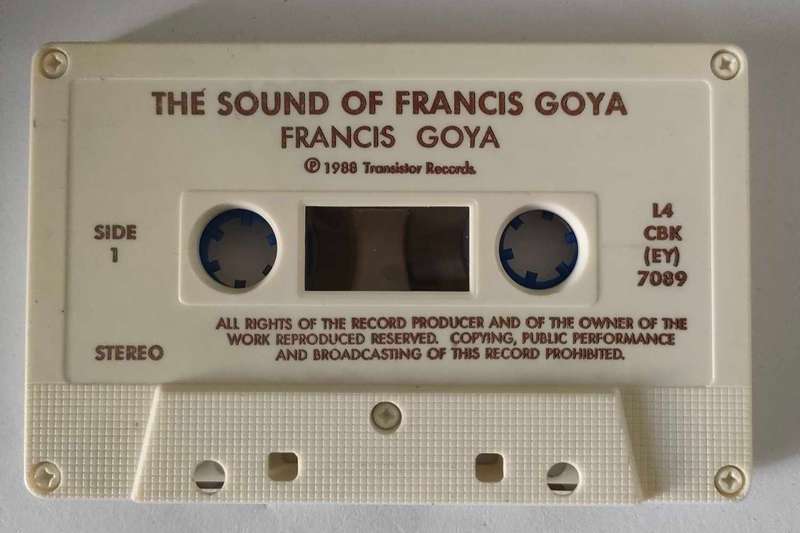 THE SOUND OF FRANCIS GOYA
FRANCIS GOYA
℗ 1988 Transistor Records.
SIDE
1
L4
CBK
(EY)
7089
STEREO
ALL RIGHTS OF THE RECORD PRODUCER AND OF THE OWNER OF THE
WORK REPRODUCED RESERVED. COPYING, PUBLIC PERFORMANCE
AND BROADCASTING OF THIS RECORD PROHIBITED.